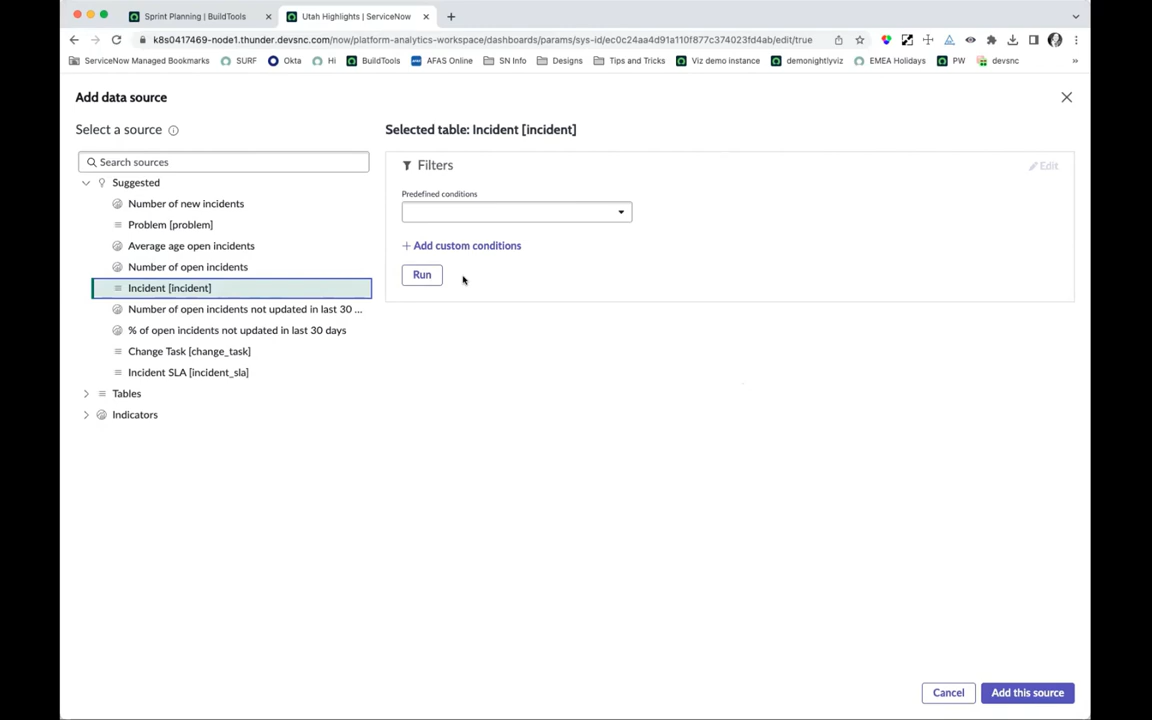 Sprint Planning | BuildTools
Utah Highlights | ServiceNow
k8s0417469-node1.thunder.devsnc.com/now/platform-analytics-workspace/dashboards/params/sys-id/ec0c24aa4d91a110f877c374023fd4ab/edit/true
ServiceNow Managed Bookmarks SURF Okta Hi BuildTools AFAS Online SN Info Designs Tips and Tricks Viz demo instance demonightlyviz EMEA Holidays PW devsnc »
Add data source
Select a source
Search sources
Suggested
Number of new incidents
Problem [problem]
Average age open incidents
Number of open incidents
Incident [incident]
Number of open incidents not updated in last 30 ...
% of open incidents not updated in last 30 days
Change Task [change_task]
Incident SLA [incident_sla]
Tables
Indicators
Selected table: Incident [incident]
Filters
Edit
Predefined conditions
+ Add custom conditions
Run
Cancel
Add this source